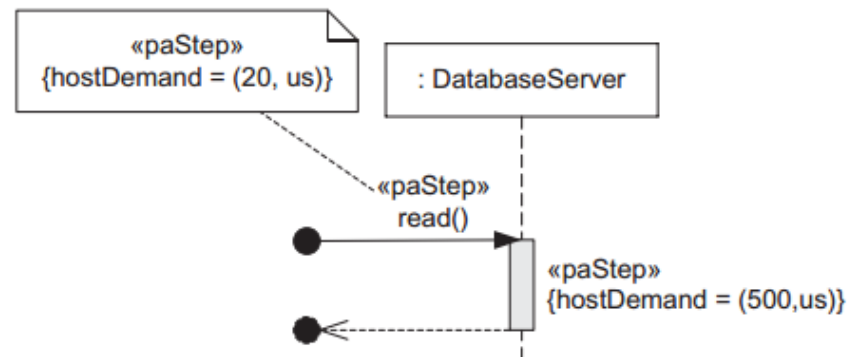 «paStep»
{hostDemand = (20, us)}
: DatabaseServer
«paStep»
read()
«paStep»
{hostDemand = (500,us)}